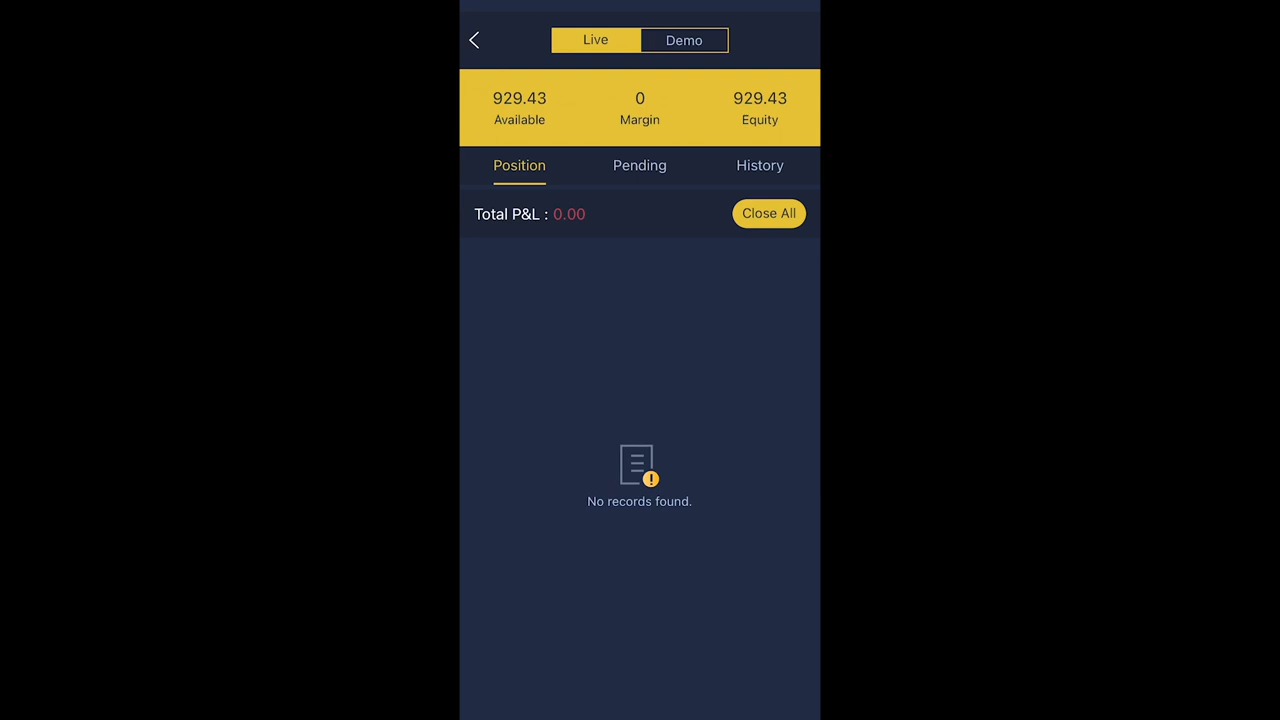 Live Demo
929.43 0 929.43
Available Margin Equity
Position Pending History
Total P&L : 0.00 Close All
No records found.